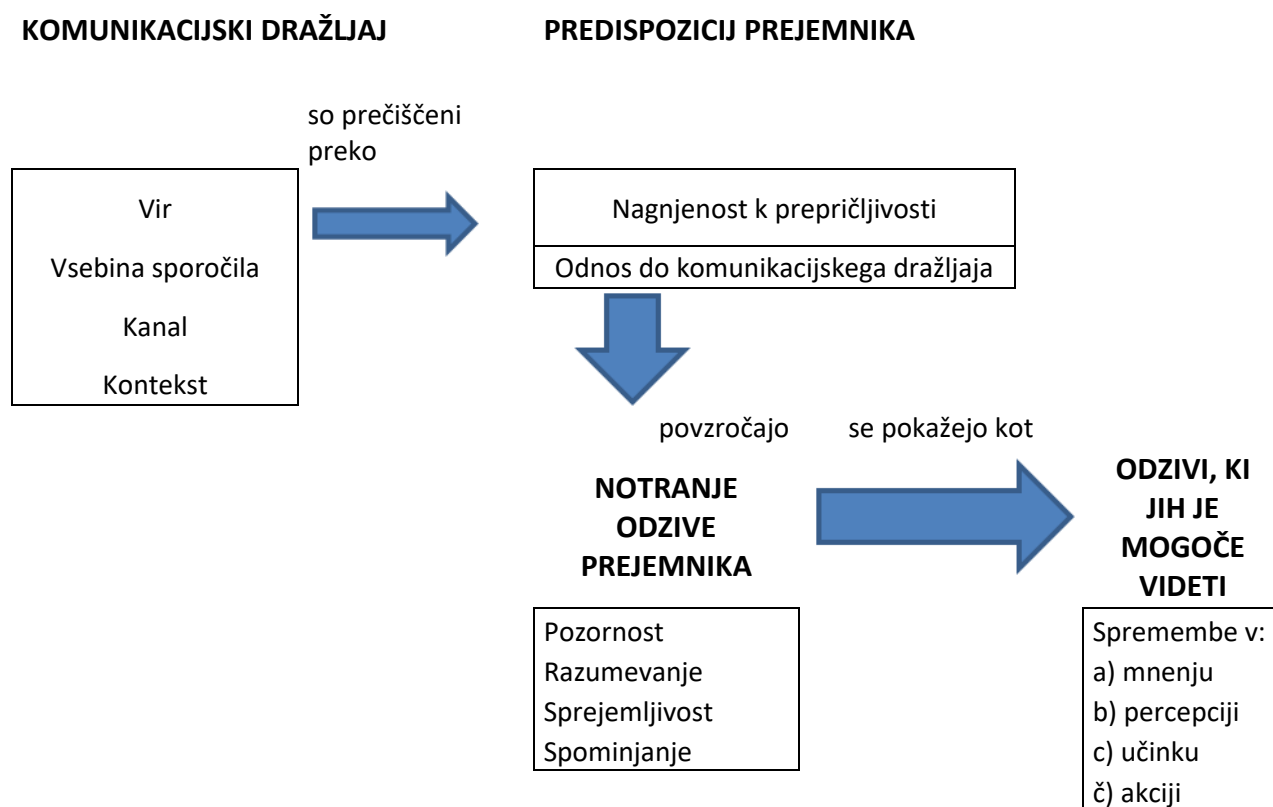 KOMUNIKACIJSKI DRAŽLJAJ
PREDISPOZICIJ PREJEMNIKA
so prečiščeni
preko
Vir
Vsebina sporočila
Kanal
Kontekst
Nagnjenost k prepričljivosti
Odnos do komunikacijskega dražljaja
povzročajo
se pokažejo kot
NOTRANJE
ODZIVE
PREJEMNIKA
ODZIVI, KI
JIH JE
MOGOČE
VIDETI
Pozornost
Razumevanje
Sprejemljivost
Spominjanje
Spremembe v:
a) mnenju
b) percepciji
c) učinku
č) akciji